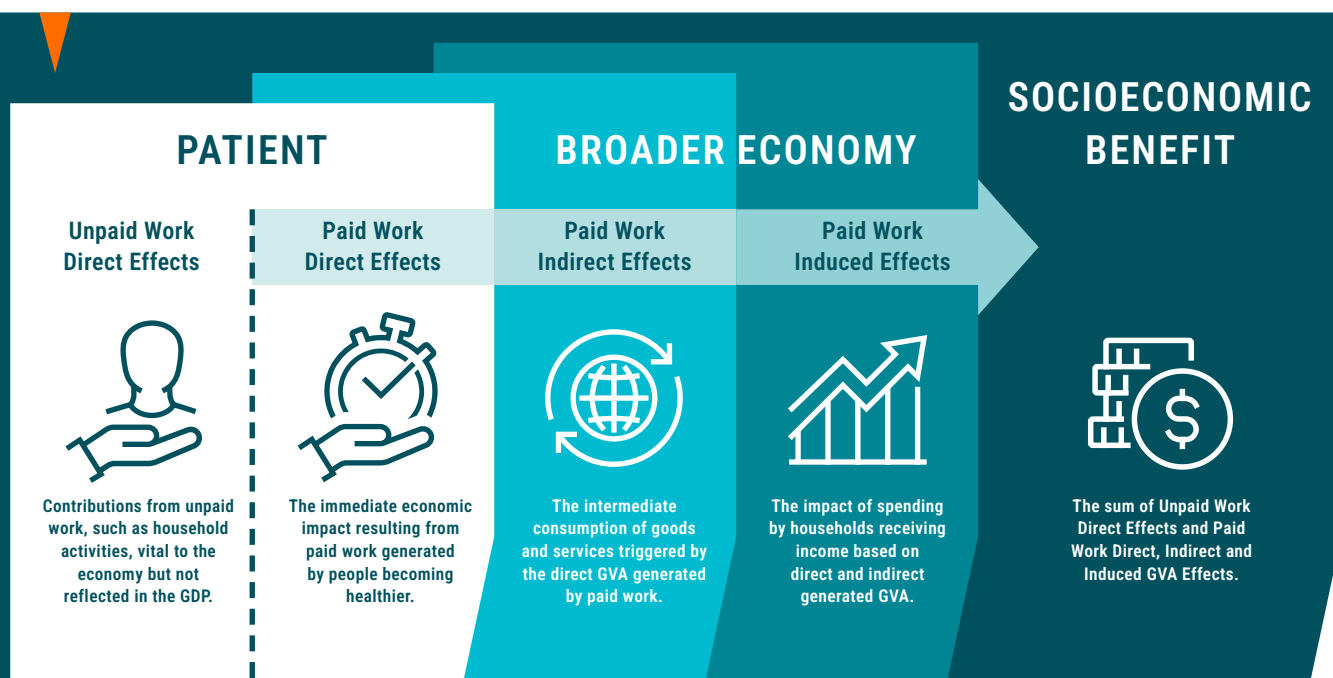 PATIENT
Unpaid Work
Direct Effects
Contributions from unpaid
work, such as household
activities, vital to the
economy but not
reflected in the GDP.
Paid Work
Direct Effects
The immediate economic
impact resulting from
paid work generated
by people becoming
healthier.
BROADER ECONOMY
Paid Work
Indirect Effects
The intermediate
consumption of goods
and services triggered by
the direct GVA generated
by paid work.
Paid Work
Induced Effects
The impact of spending
by households receiving
income based on
direct and indirect
generated GVA.
SOCIOECONOMIC
BENEFIT
$
The sum of Unpaid Work
Direct Effects and Paid
Work Direct, Indirect and
Induced GVA Effects.